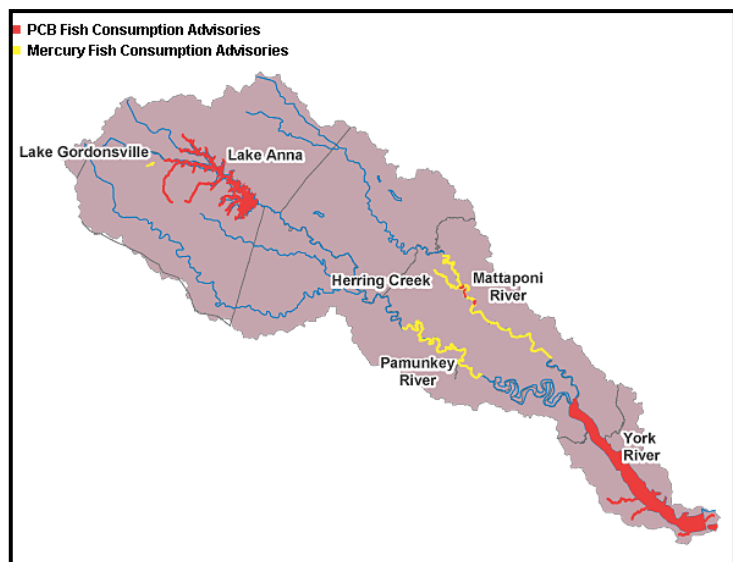 PCB Fish Consumption Advisories
Mercury Fish Consumption Advisories
Lake Gordonsville
Lake Anna
Herring Creek
Mattaponi
River
Pamunkey
River
York
River